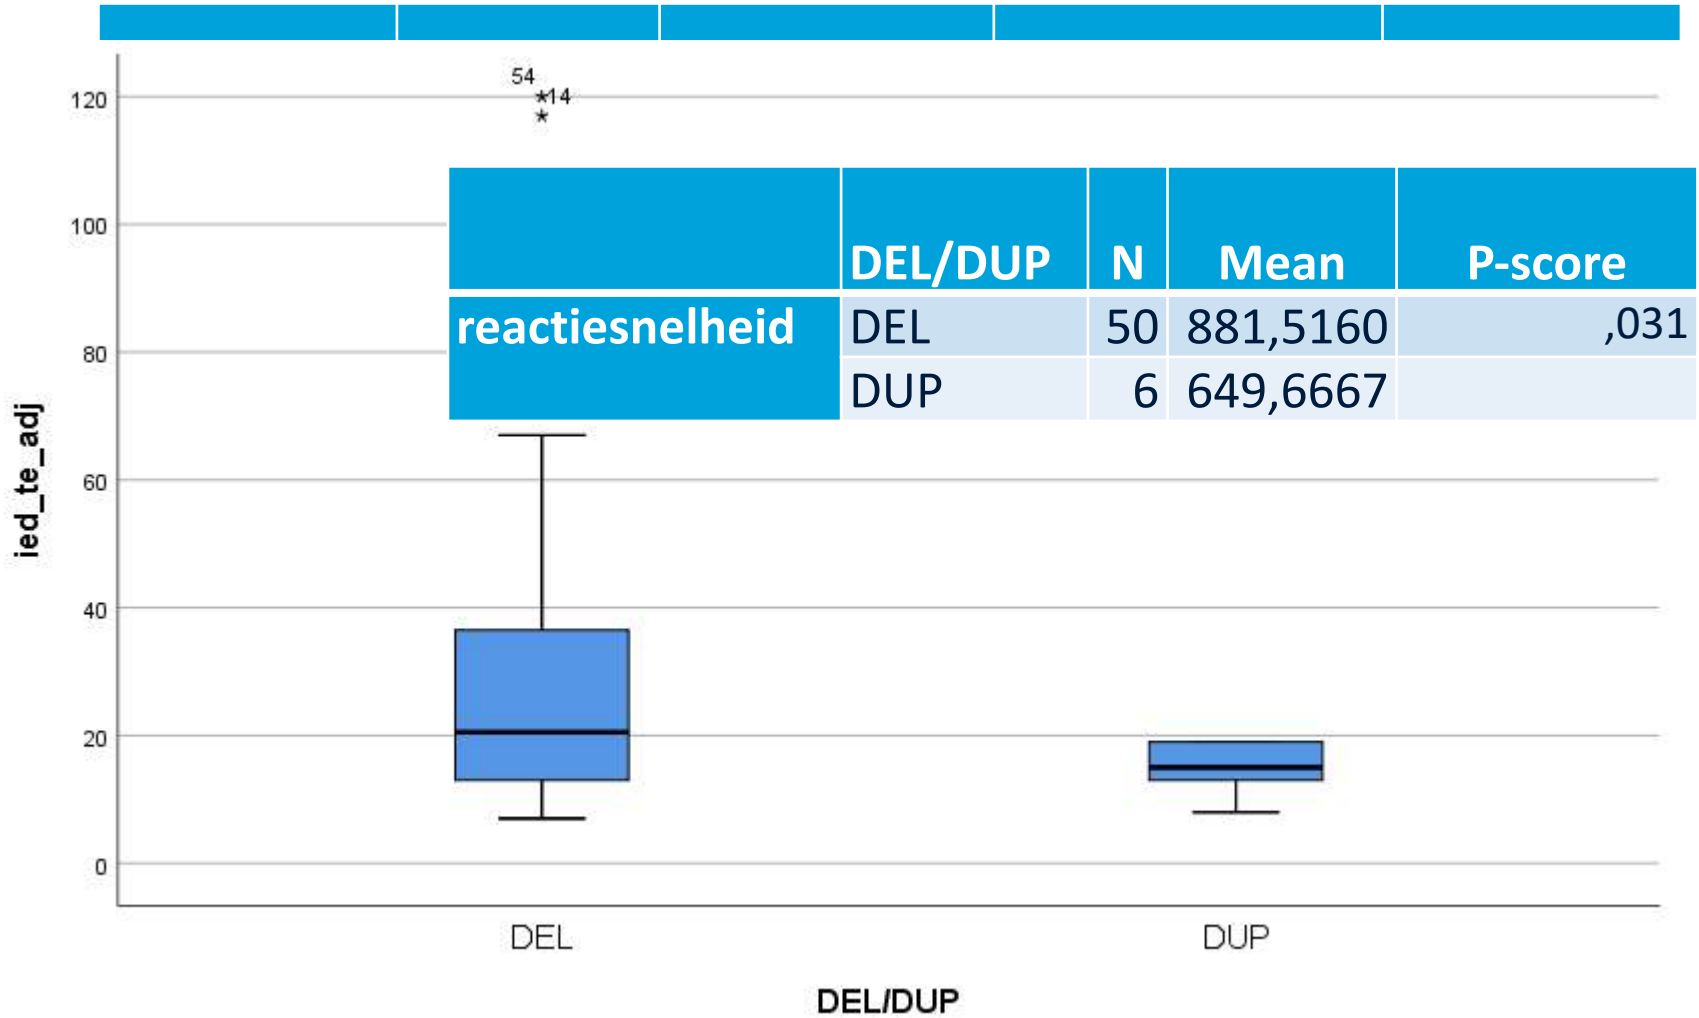 54
120
14
100
DEL/DUP N Mean P-score
reactiesnelheid DEL 50 881,5160 ,031
80
DUP 6 649,6667
ied_te_adj
60
40
20
0
DEL DUP
DEL/DUP